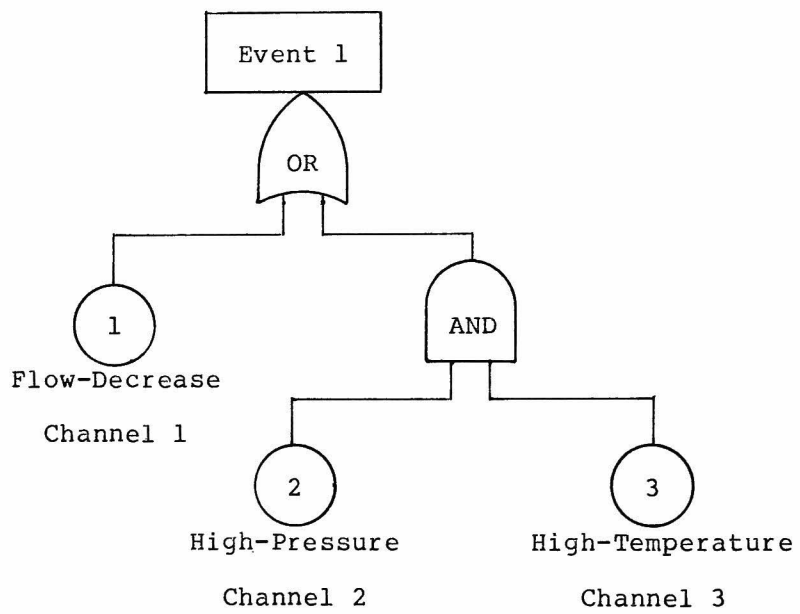 Event 1
OR
1
AND
Flow-Decrease
Channel 1
2
3
High-Pressure
High-Temperature
Channel 2
Channel 3